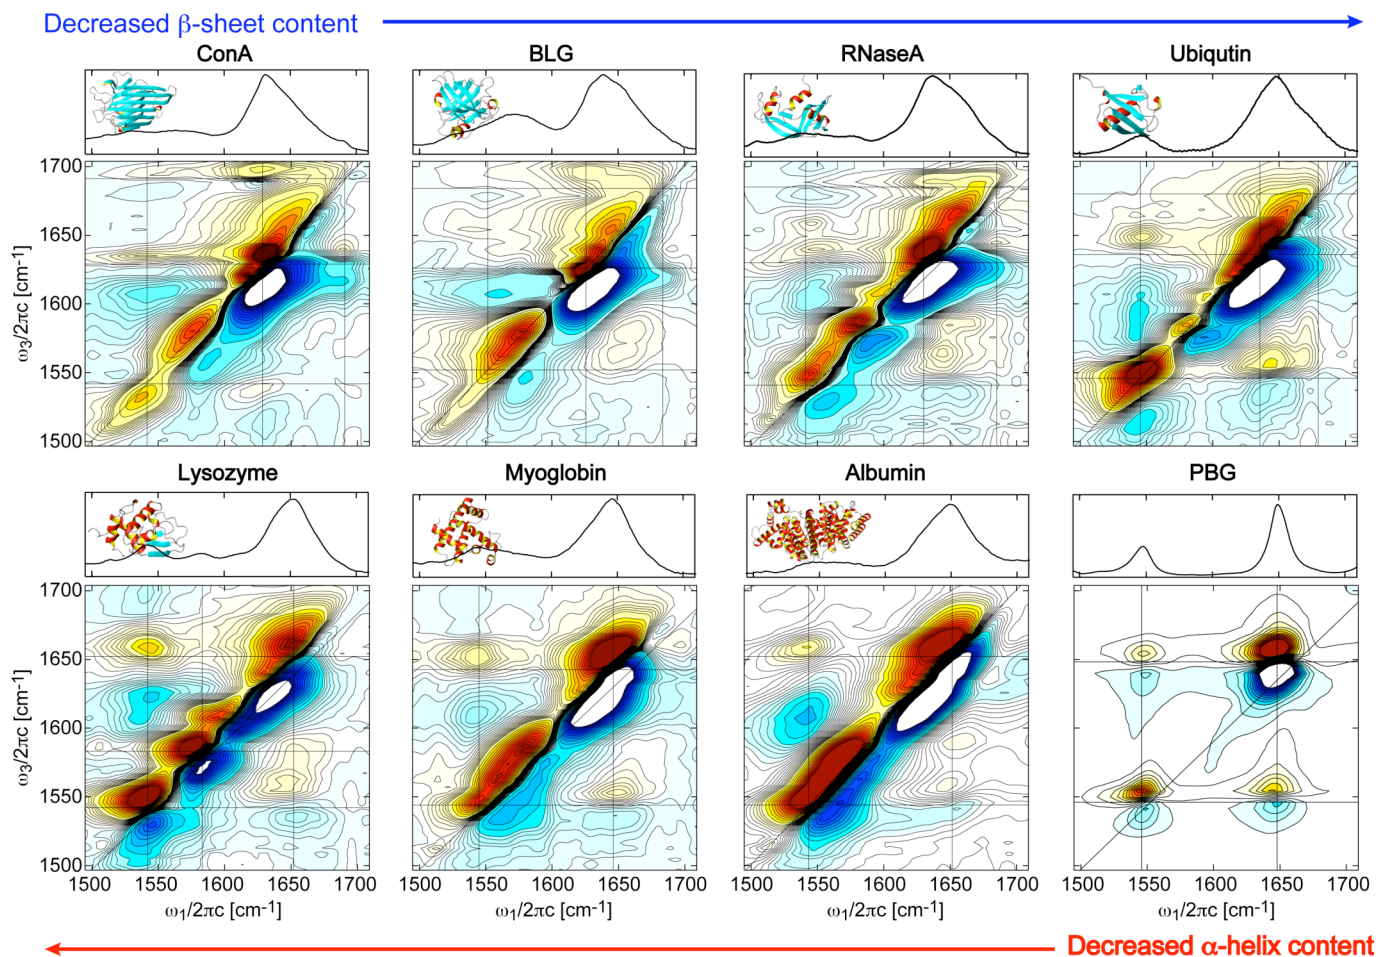 Decreased β-sheet content
ConA
BLG
RNaseA
Ubiqutin
1700
1650
1600
1550
1500
ω3/2πc [cm-1]
Lysozyme
Myoglobin
Albumin
PBG
1700
1650
1600
1550
1500
ω3/2πc [cm-1]
1500 1550 1600 1650 1700
1500 1550 1600 1650 1700
1500 1550 1600 1650 1700
1500 1600 1700
ω1/2πc [cm-1]
ω1/2πc [cm-1]
ω1/2πc [cm-1]
ω1/2πc [cm-1]
Decreased α-helix content